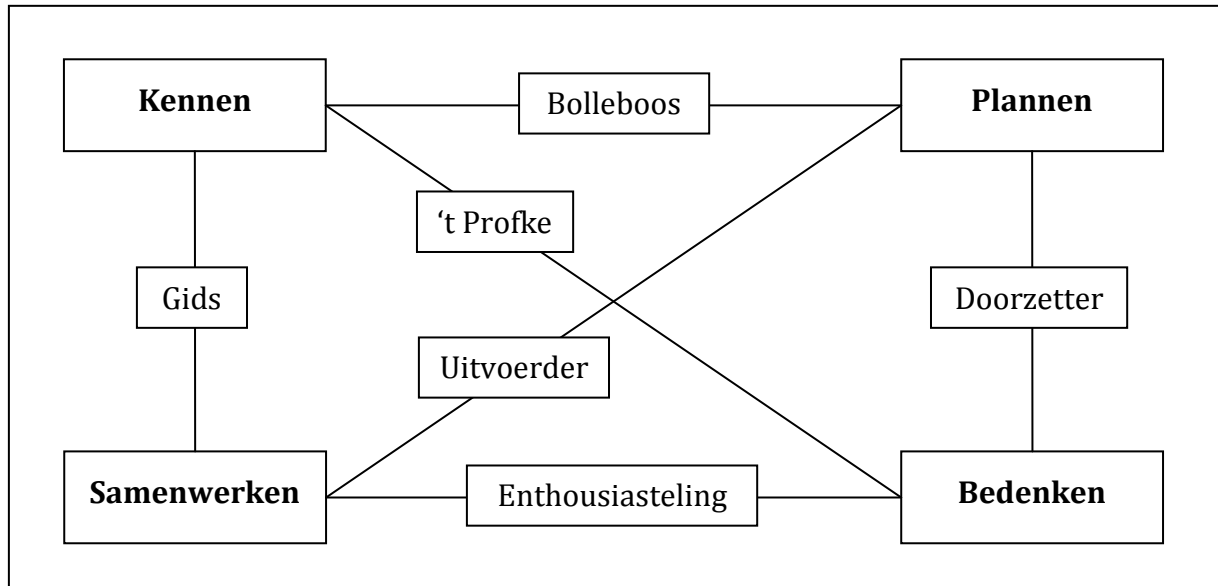 Kennen
Bolleboos
Plannen
‘t Profke
Gids
Doorzetter
Uitvoerder
Samenwerken
Enthousiasteling
Bedenken